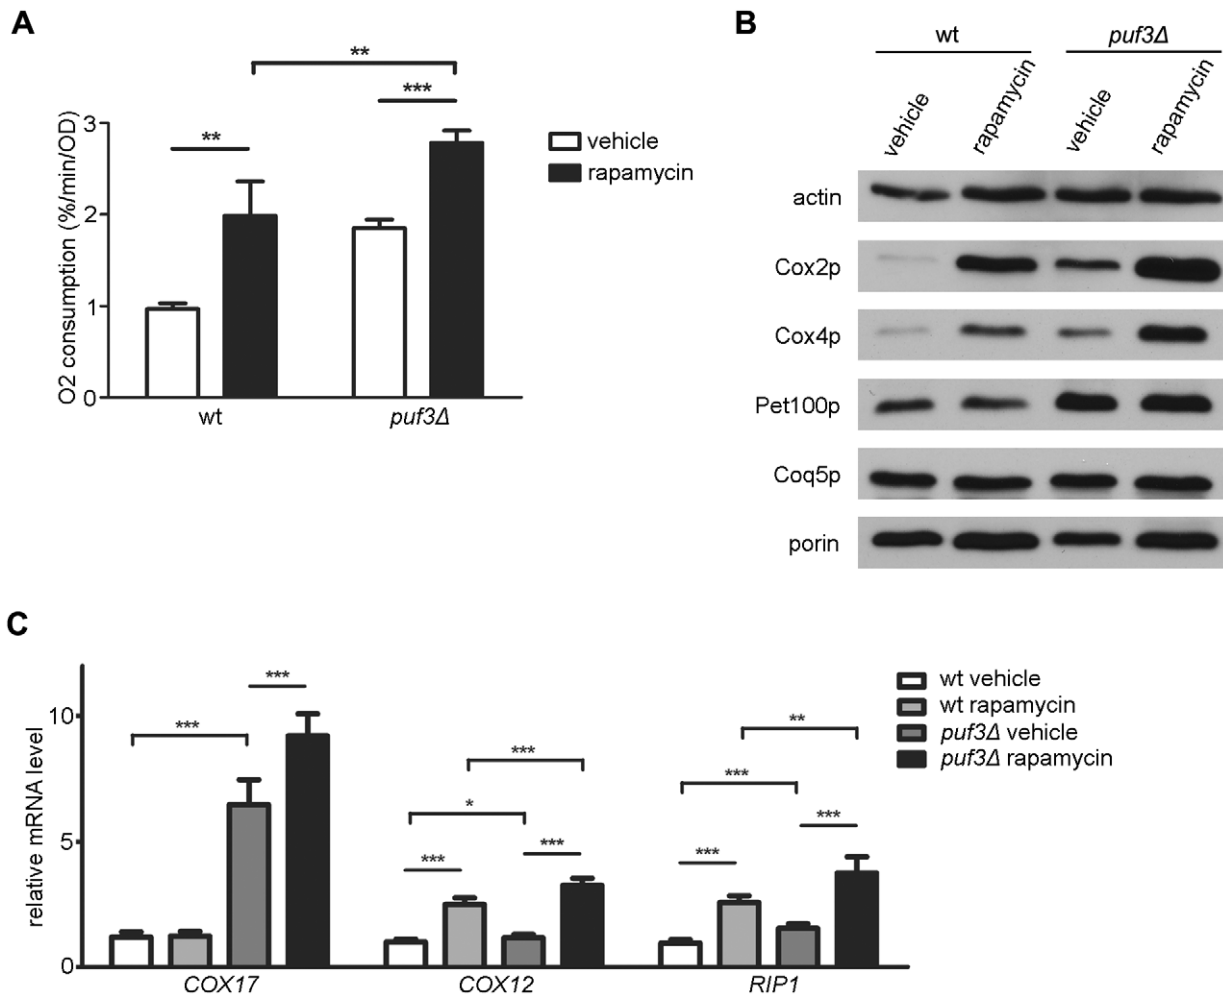 A
**
***
**
O2 consumption (%/min/OD)
3
2
1
0
wt
puf3Δ
vehicle
rapamycin
B
wt
puf3Δ
vehicle
rapamycin
vehicle
rapamycin
actin
Cox2p
Cox4p
Pet100p
Coq5p
porin
C
relative mRNA level
10
5
0
***
***
***
*
***
***
**
***
***
***
COX17
COX12
RIP1
wt vehicle
wt rapamycin
puf3Δ vehicle
puf3Δ rapamycin